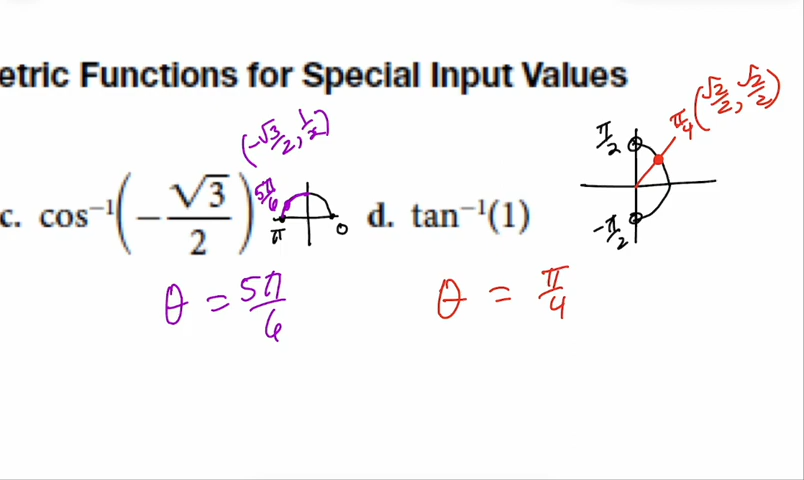 etric Functions for Special Input Values
π/4 (√2/2, √2/2)
(-√3/2, 1/2)
π/2
c. cos⁻¹(-√3/2)
5π/6
π
0
d. tan⁻¹(1)
-π/2
θ = 5π/6
θ = π/4